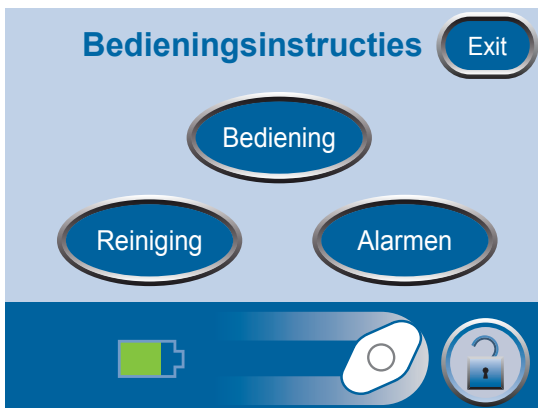 Bedieningsinstructies
Exit
Bediening
Reiniging
Alarmen